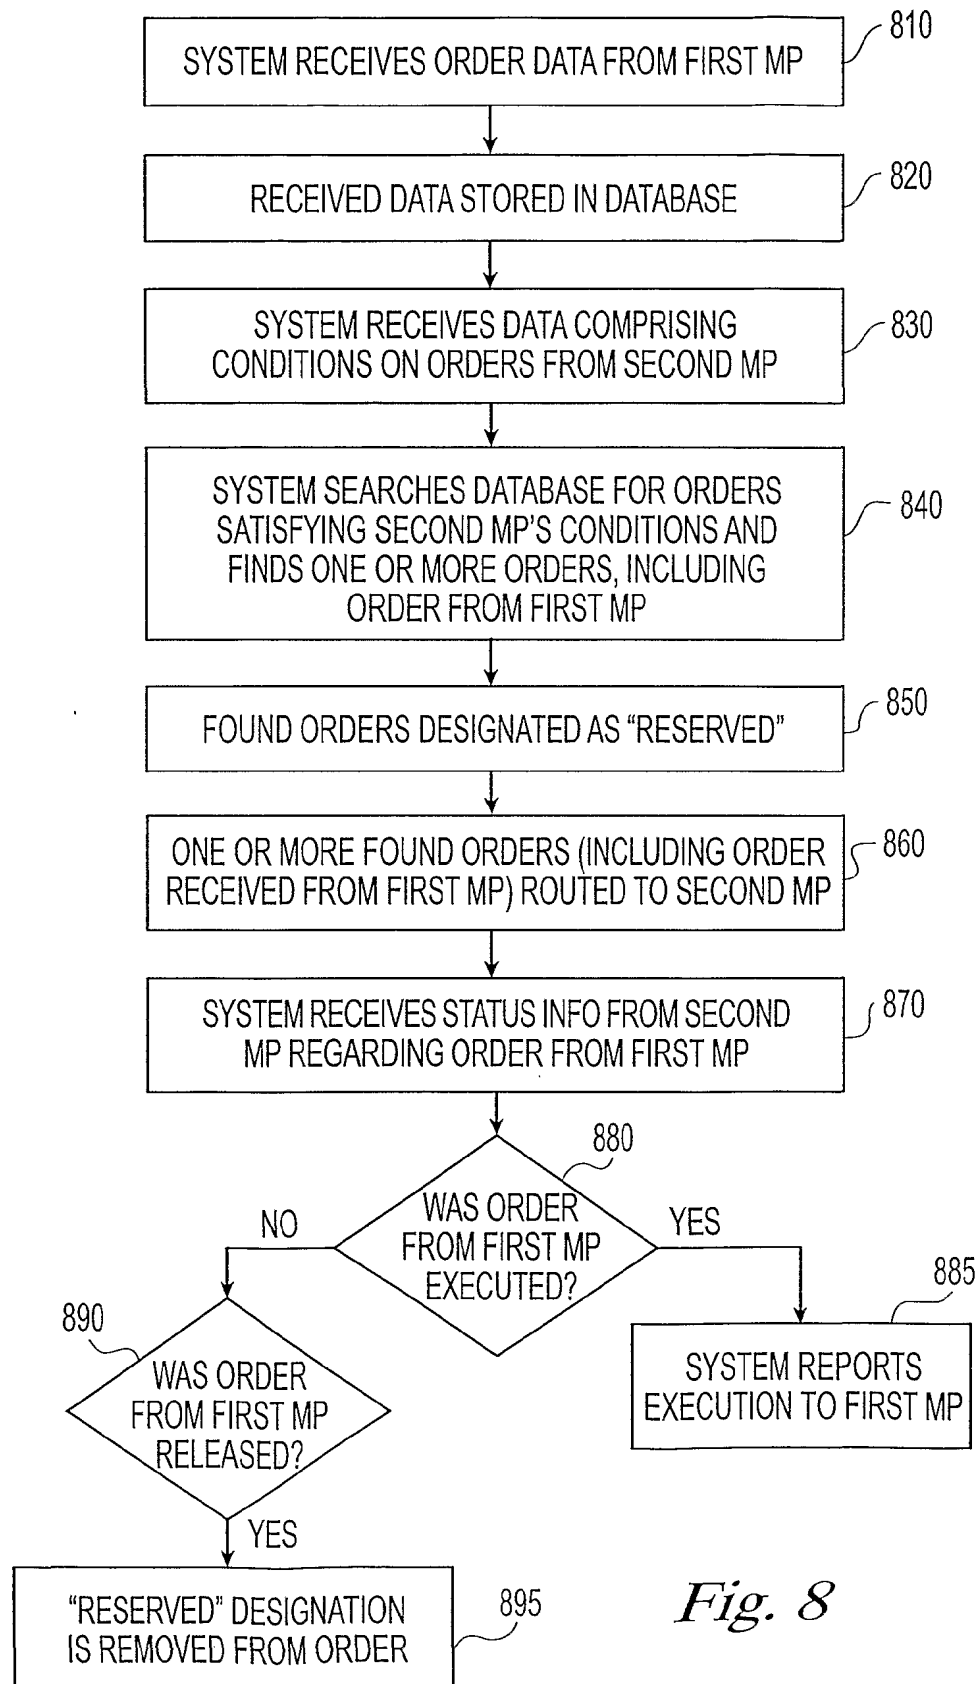 810
SYSTEM RECEIVES ORDER DATA FROM FIRST MP
820
RECEIVED DATA STORED IN DATABASE
830
SYSTEM RECEIVES DATA COMPRISING
CONDITIONS ON ORDERS FROM SECOND MP
840
SYSTEM SEARCHES DATABASE FOR ORDERS
SATISFYING SECOND MP'S CONDITIONS AND
FINDS ONE OR MORE ORDERS, INCLUDING
ORDER FROM FIRST MP
850
FOUND ORDERS DESIGNATED AS “RESERVED”
860
ONE OR MORE FOUND ORDERS (INCLUDING ORDER
RECEIVED FROM FIRST MP) ROUTED TO SECOND MP
870
SYSTEM RECEIVES STATUS INFO FROM SECOND
MP REGARDING ORDER FROM FIRST MP
880
WAS ORDER
FROM FIRST MP
EXECUTED?
NO
YES
885
SYSTEM REPORTS
EXECUTION TO FIRST MP
890
WAS ORDER
FROM FIRST MP
RELEASED?
YES
895
“RESERVED” DESIGNATION
IS REMOVED FROM ORDER
Fig. 8